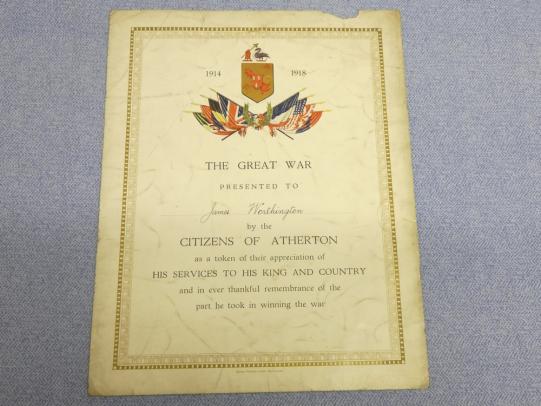 1914 1918
THE GREAT WAR
PRESENTED TO
James Worthington
by the
CITIZENS OF ATHERTON
as a token of their appreciation of
HIS SERVICES TO HIS KING AND COUNTRY
and in ever thankful remembrance of the
part he took in winning the war